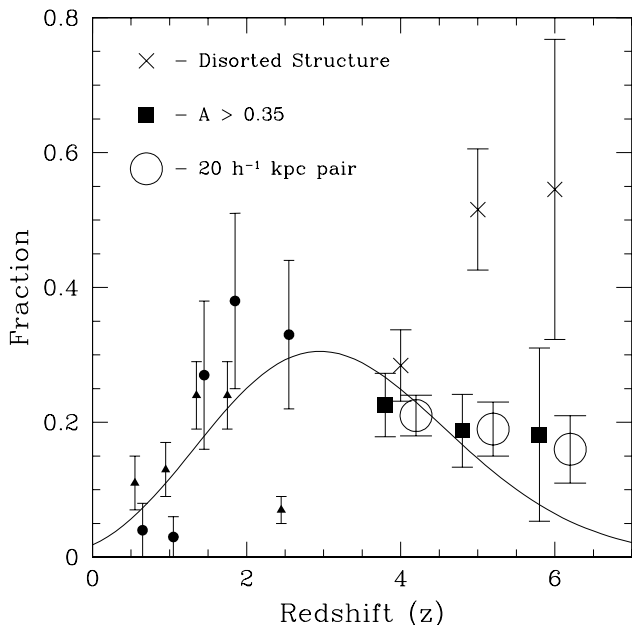 0.8
× – Disorted Structure
■ – A > 0.35
○ – 20 h⁻¹ kpc pair
0.6
Fraction
0.4
0.2
0
0 2 4 6
Redshift (z)